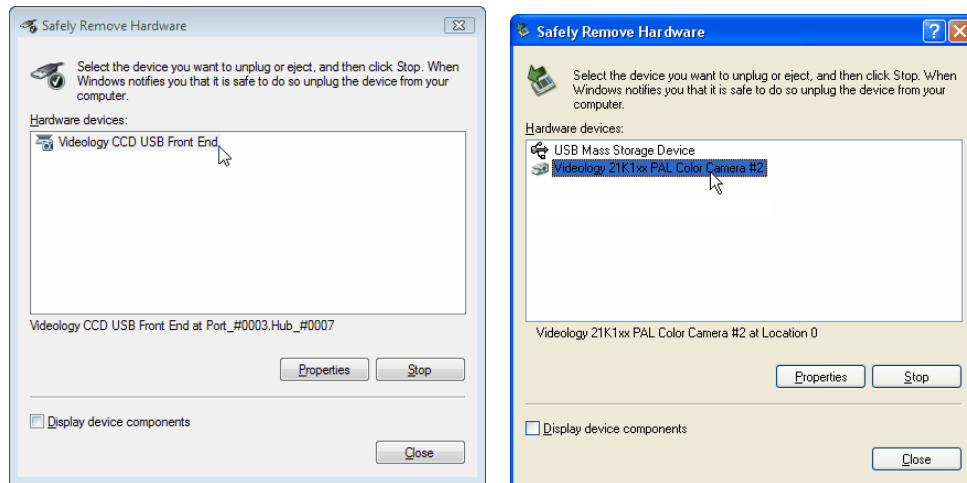 Safely Remove Hardware
Select the device you want to unplug or eject, and then click Stop. When
Windows notifies you that it is safe to do so unplug the device from your
computer.
Hardware devices:
Videology CCD USB Front End
Videology CCD USB Front End at Port_#0003.Hub_#0007
Properties
Stop
Display device components
Close
Safely Remove Hardware
Select the device you want to unplug or eject, and then click Stop. When
Windows notifies you that it is safe to do so unplug the device from your
computer.
Hardware devices:
USB Mass Storage Device
Videology 21K1xx PAL Color Camera #2
Videology 21K1xx PAL Color Camera #2 at Location 0
Properties
Stop
Display device components
Close